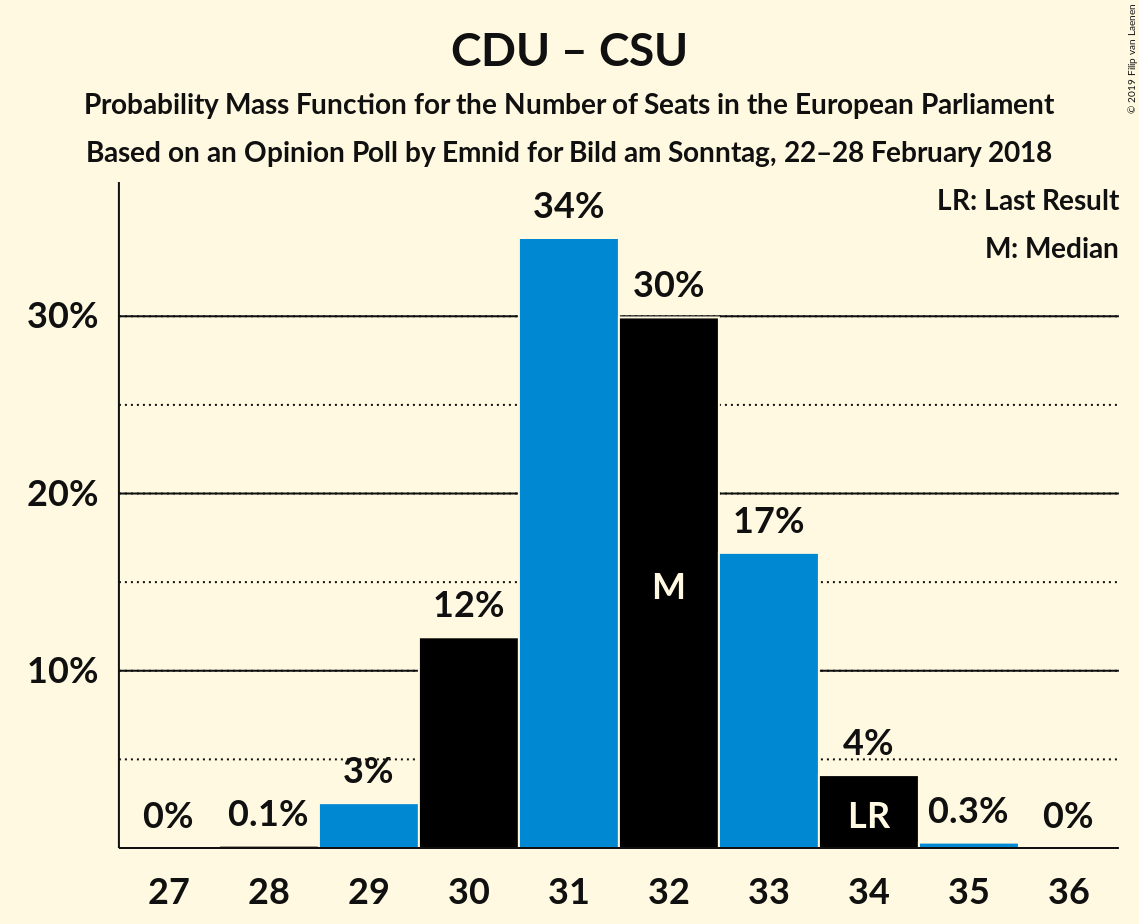 CDU – CSU
Probability Mass Function for the Number of Seats in the European Parliament
Based on an Opinion Poll by Emnid for Bild am Sonntag, 22–28 February 2018
© 2019 Filip van Laenen
LR: Last Result
M: Median
34%
30%
30%
20%
17%
M
12%
10%
4%
3%
LR
0%
0.1%
0.3%
0%
27 28 29 30 31 32 33 34 35 36